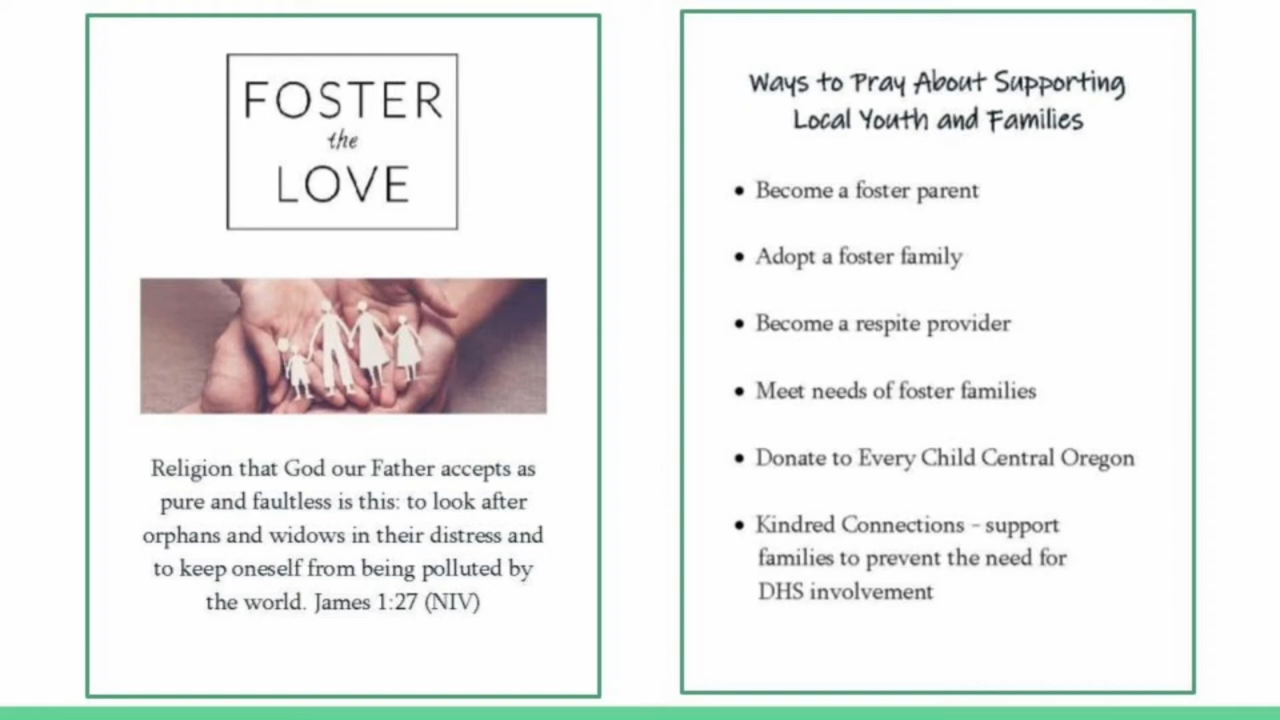 FOSTER
the
LOVE
Religion that God our Father accepts as
pure and faultless is this: to look after
orphans and widows in their distress and
to keep oneself from being polluted by
the world. James 1:27 (NIV)
Ways to Pray About Supporting
Local Youth and Families
• Become a foster parent
• Adopt a foster family
• Become a respite provider
• Meet needs of foster families
• Donate to Every Child Central Oregon
• Kindred Connections - support
families to prevent the need for
DHS involvement